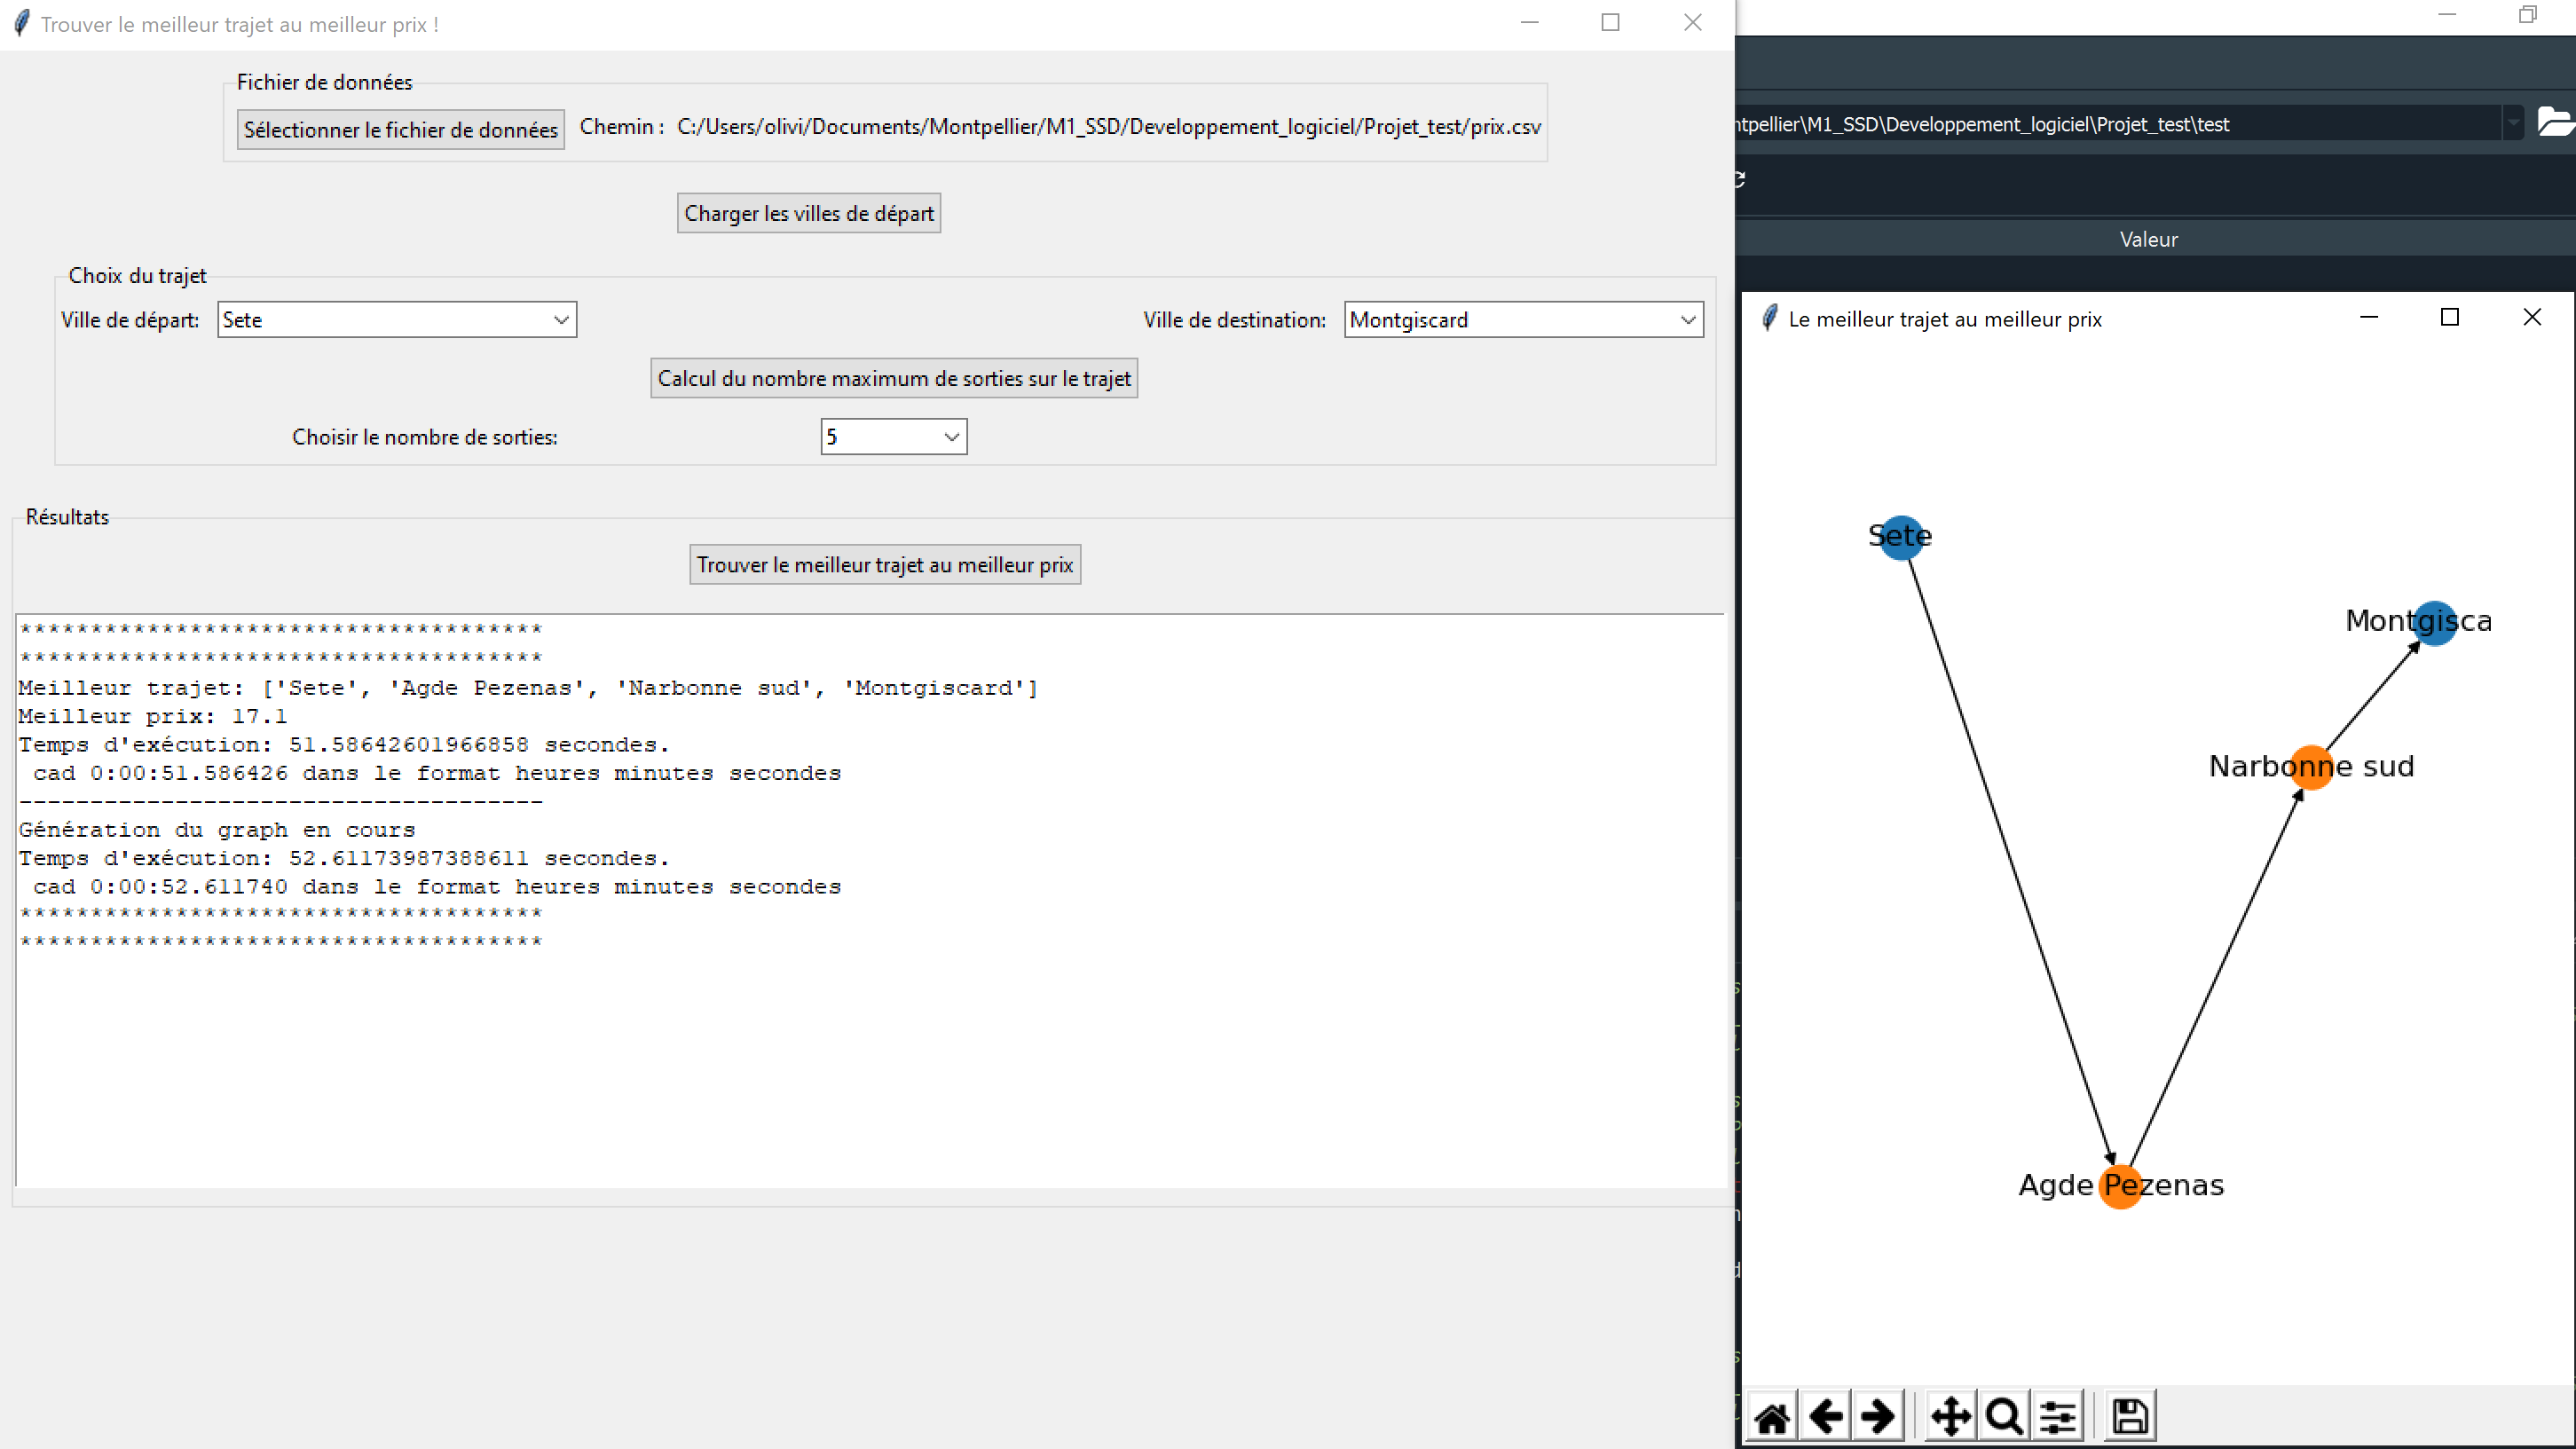 Trouver le meilleur trajet au meilleur prix !
Fichier de données
Sélectionner le fichier de données
Chemin : C:/Users/olivi/Documents/Montpellier/M1_SSD/Developpement_logiciel/Projet_test/prix.csv
Charger les villes de départ
Choix du trajet
Ville de départ: Sete
Ville de destination: Montgiscard
Calcul du nombre maximum de sorties sur le trajet
Choisir le nombre de sorties: 5
Résultats
Trouver le meilleur trajet au meilleur prix
*************************************
*************************************
Meilleur trajet: ['Sete', 'Agde Pezenas', 'Narbonne sud', 'Montgiscard']
Meilleur prix: 17.1
Temps d'exécution: 51.58642601966858 secondes.
cad 0:00:51.586426 dans le format heures minutes secondes
-------------------------------------
Génération du graph en cours
Temps d'exécution: 52.61173987388611 secondes.
cad 0:00:52.611740 dans le format heures minutes secondes
*************************************
*************************************
ntpellier\M1_SSD\Developpement_logiciel\Projet_test\test
Valeur
Le meilleur trajet au meilleur prix
Sete
Montgisca
Narbonne sud
Agde Pezenas